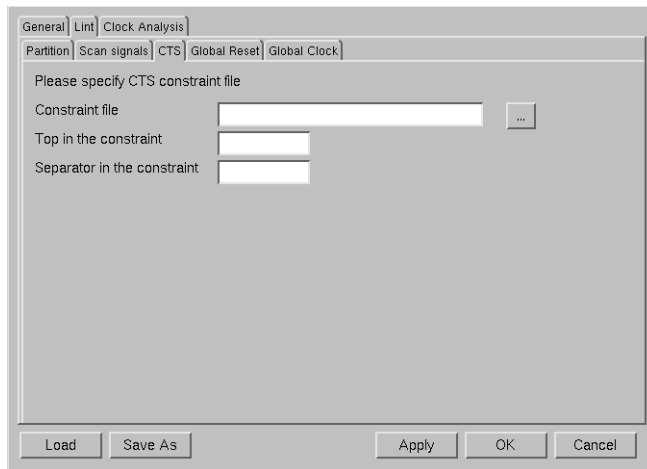 General Lint Clock Analysis
Partition Scan signals CTS Global Reset Global Clock
Please specify CTS constraint file
Constraint file ...
Top in the constraint
Separator in the constraint
Load Save As Apply OK Cancel